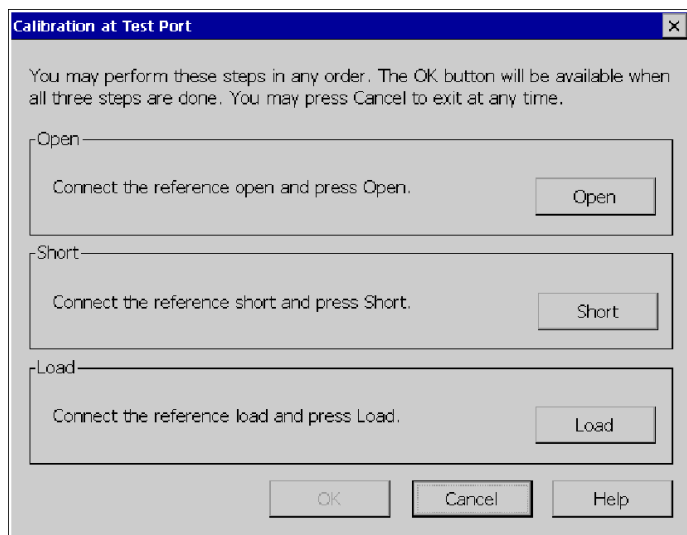 Calibration at Test Port
You may perform these steps in any order. The OK button will be available when
all three steps are done. You may press Cancel to exit at any time.
Open
Connect the reference open and press Open.
Open
Short
Connect the reference short and press Short.
Short
Load
Connect the reference load and press Load.
Load
OK
Cancel
Help